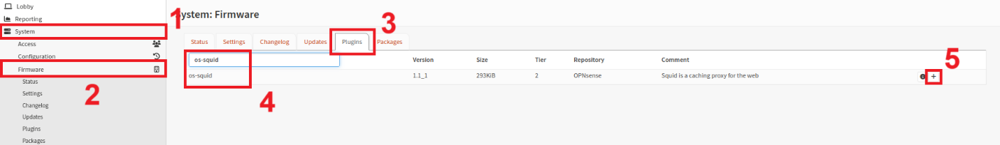 Lobby
Reporting
System
Access
Configuration
Firmware
Status
Settings
Changelog
Updates
Plugins
Packages
1
2
System: Firmware
3
Status Settings Changelog Updates Plugins Packages
os-squid Version Size Tier Repository Comment
os-squid 1.1_1 293KiB 2 OPNsense Squid is a caching proxy for the web
4
5